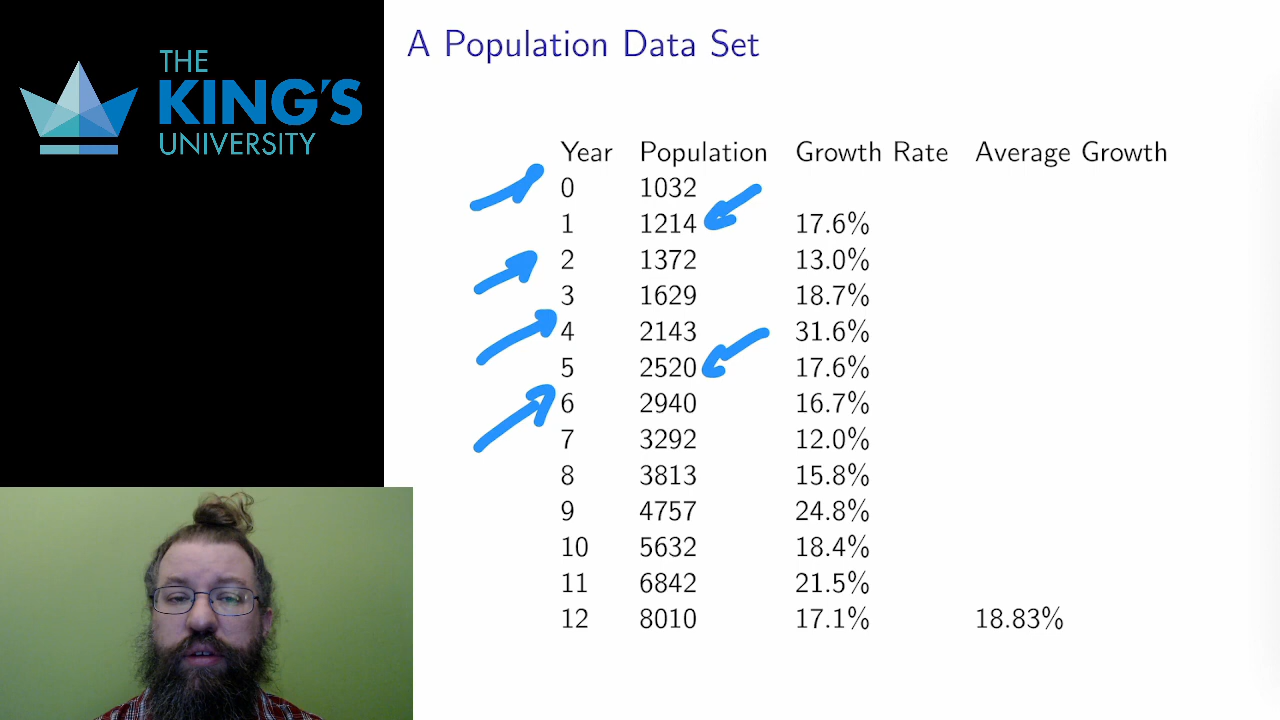 THE
KING'S
UNIVERSITY
A Population Data Set
Year Population Growth Rate Average Growth
0 1032
1 1214 17.6%
2 1372 13.0%
3 1629 18.7%
4 2143 31.6%
5 2520 17.6%
6 2940 16.7%
7 3292 12.0%
8 3813 15.8%
9 4757 24.8%
10 5632 18.4%
11 6842 21.5%
12 8010 17.1% 18.83%